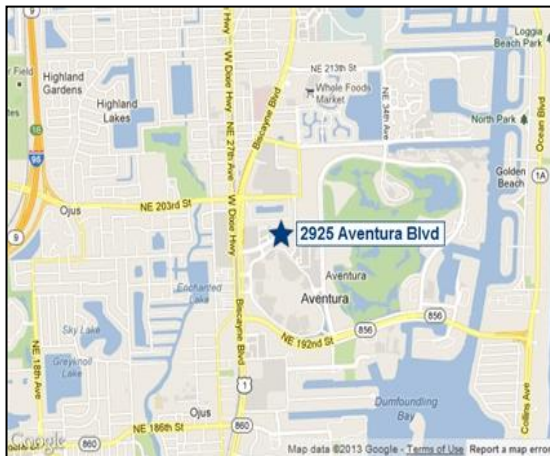 9
Highland
Gardens
Highland
Lakes
W Dixie Hwy
NE 27th Ave
W Dixie Hwy
Biscayne Blvd
NE 213th St
Whole Foods
Market
NE 34th Ave
Loggia
Beach Park
North Park
Ocean Blvd
Golden
Beach
1A
95
Ojus
NE 203rd St
9
2925 Aventura Blvd
Aventura
Aventura
Enchanted
Lake
Sky Lake
Greynoll
Lake
NE 18th Ave
Biscayne Blvd
NE 192nd St
856
856
1
Dumfoundling
Bay
Collins Ave
Ojus
NE 186th St
860
860
Google
Map data ©2013 Google - Terms of Use
Report a map error